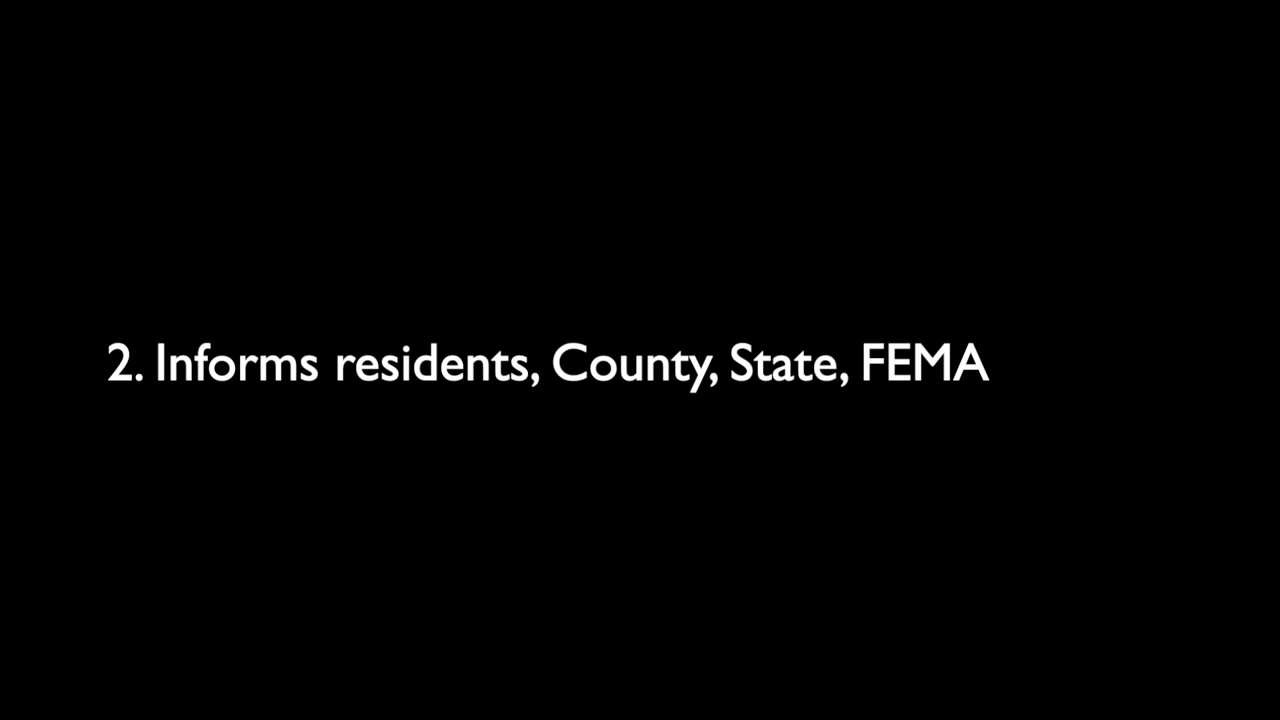 2. Informs residents, County, State, FEMA